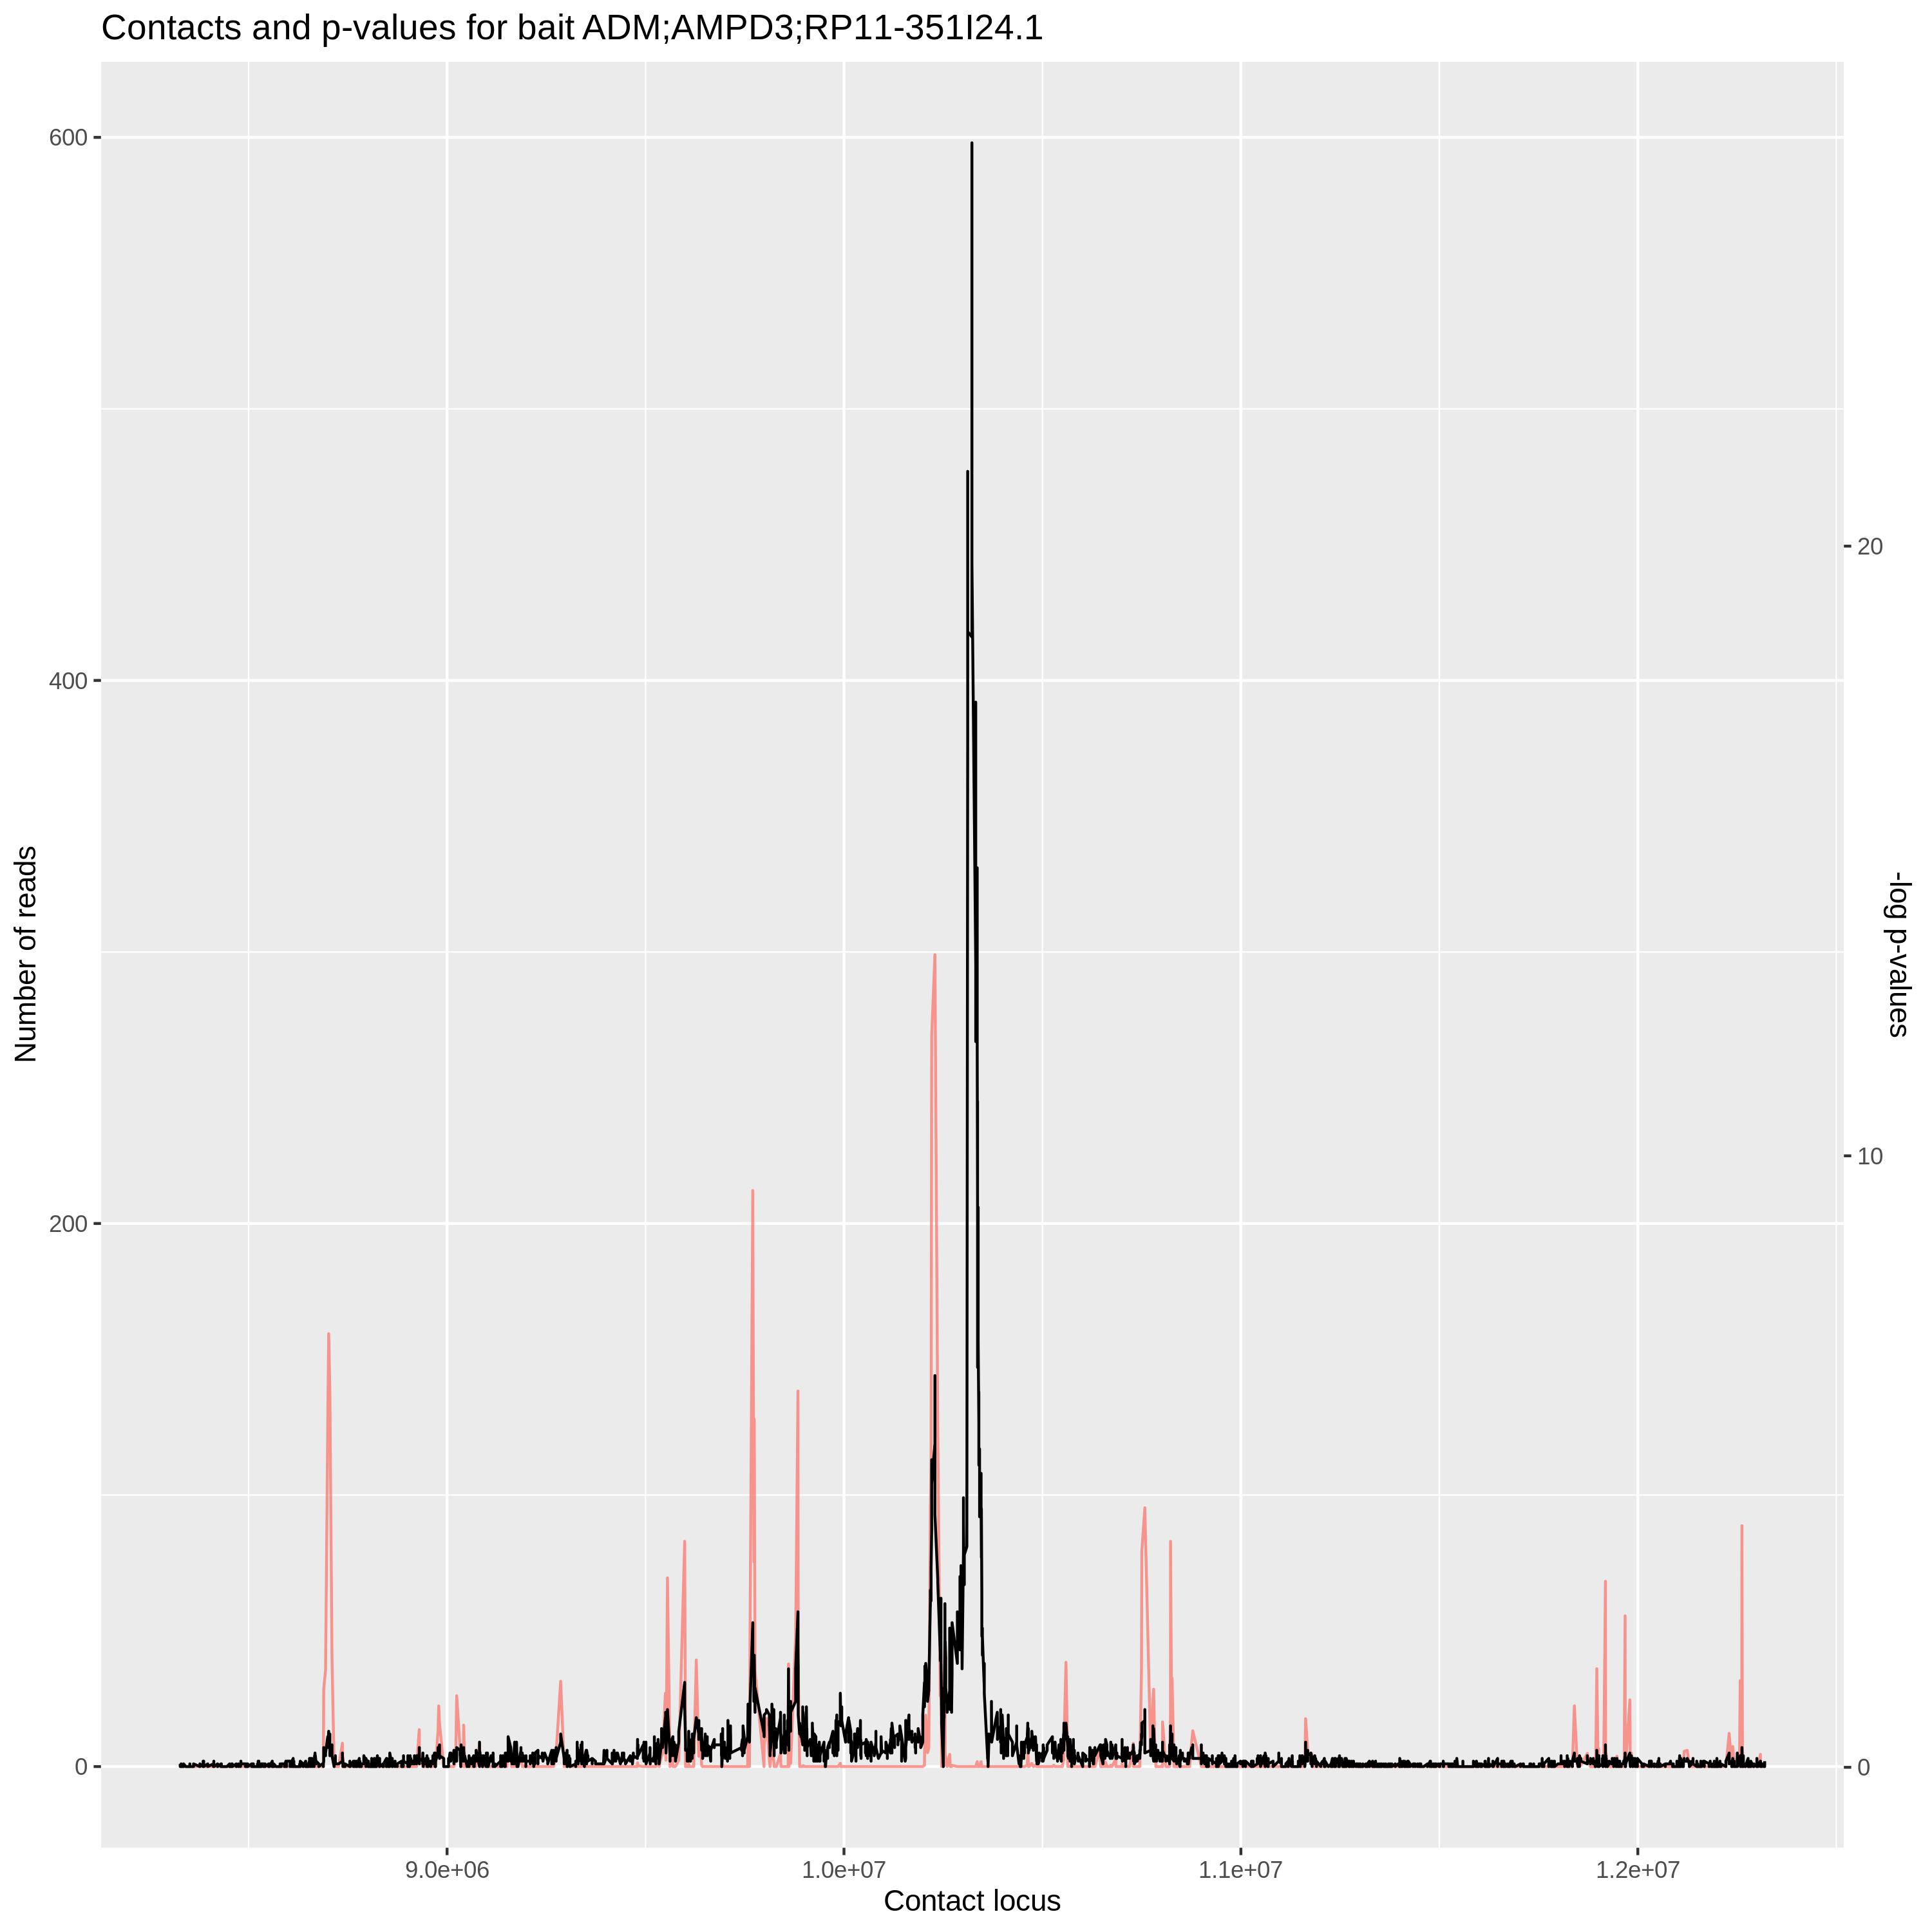 Contacts and p-values for bait ADM;AMPD3;RP11-351I24.1
600
400
200
0
Number of reads
20
10
0
-log p-values
9.0e+06
1.0e+07
1.1e+07
1.2e+07
Contact locus